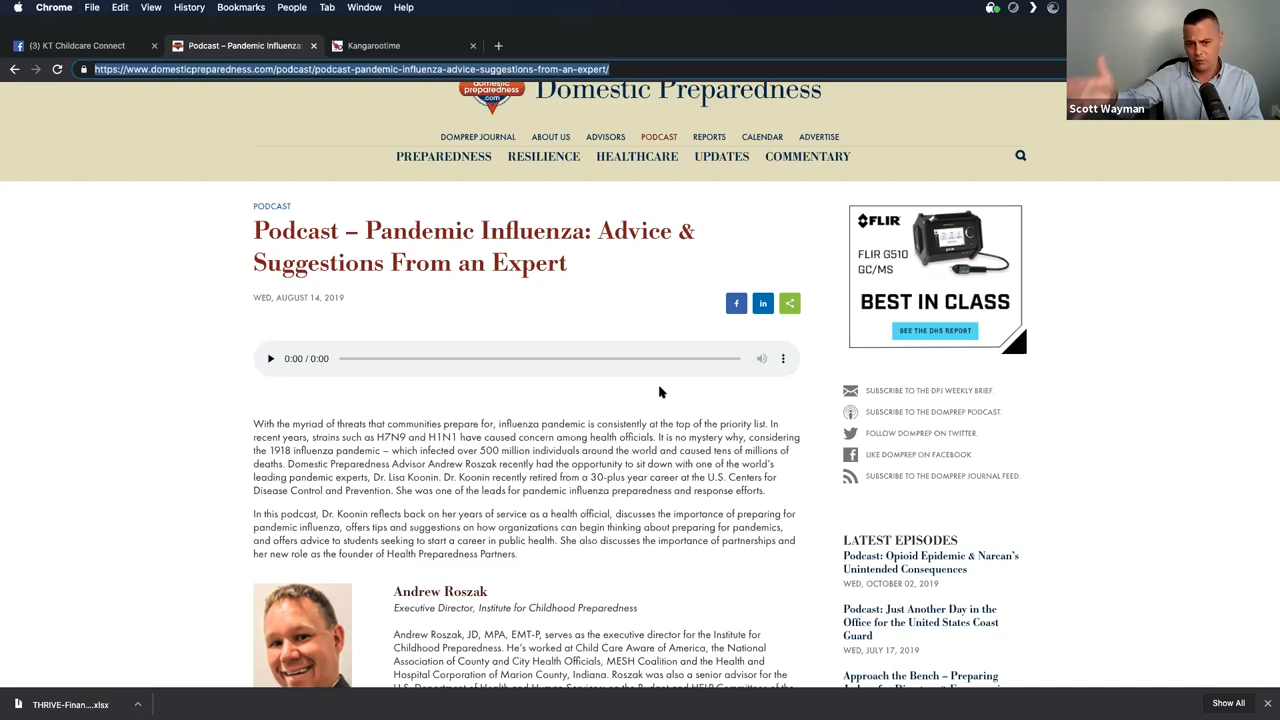 Chrome File Edit View History Bookmarks People Tab Window Help
(3) KT Childcare Connect
Podcast – Pandemic Influenza:
Kangarootime
https://www.domesticpreparedness.com/podcast/podcast-pandemic-influenza-advice-suggestions-from-an-expert/
Scott Wayman
domestic
preparedness
.com
Domestic Preparedness
DOMPREP JOURNAL ABOUT US ADVISORS PODCAST REPORTS CALENDAR ADVERTISE
PREPAREDNESS RESILIENCE HEALTHCARE UPDATES COMMENTARY
PODCAST
Podcast – Pandemic Influenza: Advice &
Suggestions From an Expert
WED, AUGUST 14, 2019
f in
0:00 / 0:00
With the myriad of threats that communities prepare for, influenza pandemic is consistently at the top of the priority list. In
recent years, strains such as H7N9 and H1N1 have caused concern among health officials. It is no mystery why, considering
the 1918 influenza pandemic – which infected over 500 million individuals around the world and caused tens of millions of
deaths. Domestic Preparedness Advisor Andrew Roszak recently had the opportunity to sit down with one of the world's
leading pandemic experts, Dr. Lisa Koonin. Dr. Koonin recently retired from a 30-plus year career at the U.S. Centers for
Disease Control and Prevention. She was one of the leads for pandemic influenza preparedness and response efforts.
In this podcast, Dr. Koonin reflects back on her years of service as a health official, discusses the importance of preparing for
pandemic influenza, offers tips and suggestions on how organizations can begin thinking about preparing for pandemics,
and offers advice to students seeking to start a career in public health. She also discusses the importance of partnerships and
her new role as the founder of Health Preparedness Partners.
Andrew Roszak
Executive Director, Institute for Childhood Preparedness
Andrew Roszak, JD, MPA, EMT-P, serves as the executive director for the Institute for
Childhood Preparedness. He's worked at Child Care Aware of America, the National
Association of County and City Health Officials, MESH Coalition and the Health and
Hospital Corporation of Marion County, Indiana. Roszak was also a senior advisor for the
FLIR
FLIR G510
GC/MS
BEST IN CLASS
SEE THE DHS REPORT
SUBSCRIBE TO THE DPJ WEEKLY BRIEF.
SUBSCRIBE TO THE DOMPREP PODCAST.
FOLLOW DOMPREP ON TWITTER.
LIKE DOMPREP ON FACEBOOK.
SUBSCRIBE TO THE DOMPREP JOURNAL FEED.
LATEST EPISODES
Podcast: Opioid Epidemic & Narcan's
Unintended Consequences
WED, OCTOBER 02, 2019
Podcast: Just Another Day in the
Office for the United States Coast
Guard
WED, JULY 17, 2019
Approach the Bench – Preparing
THRIVE-Finan....xlsx
Show All